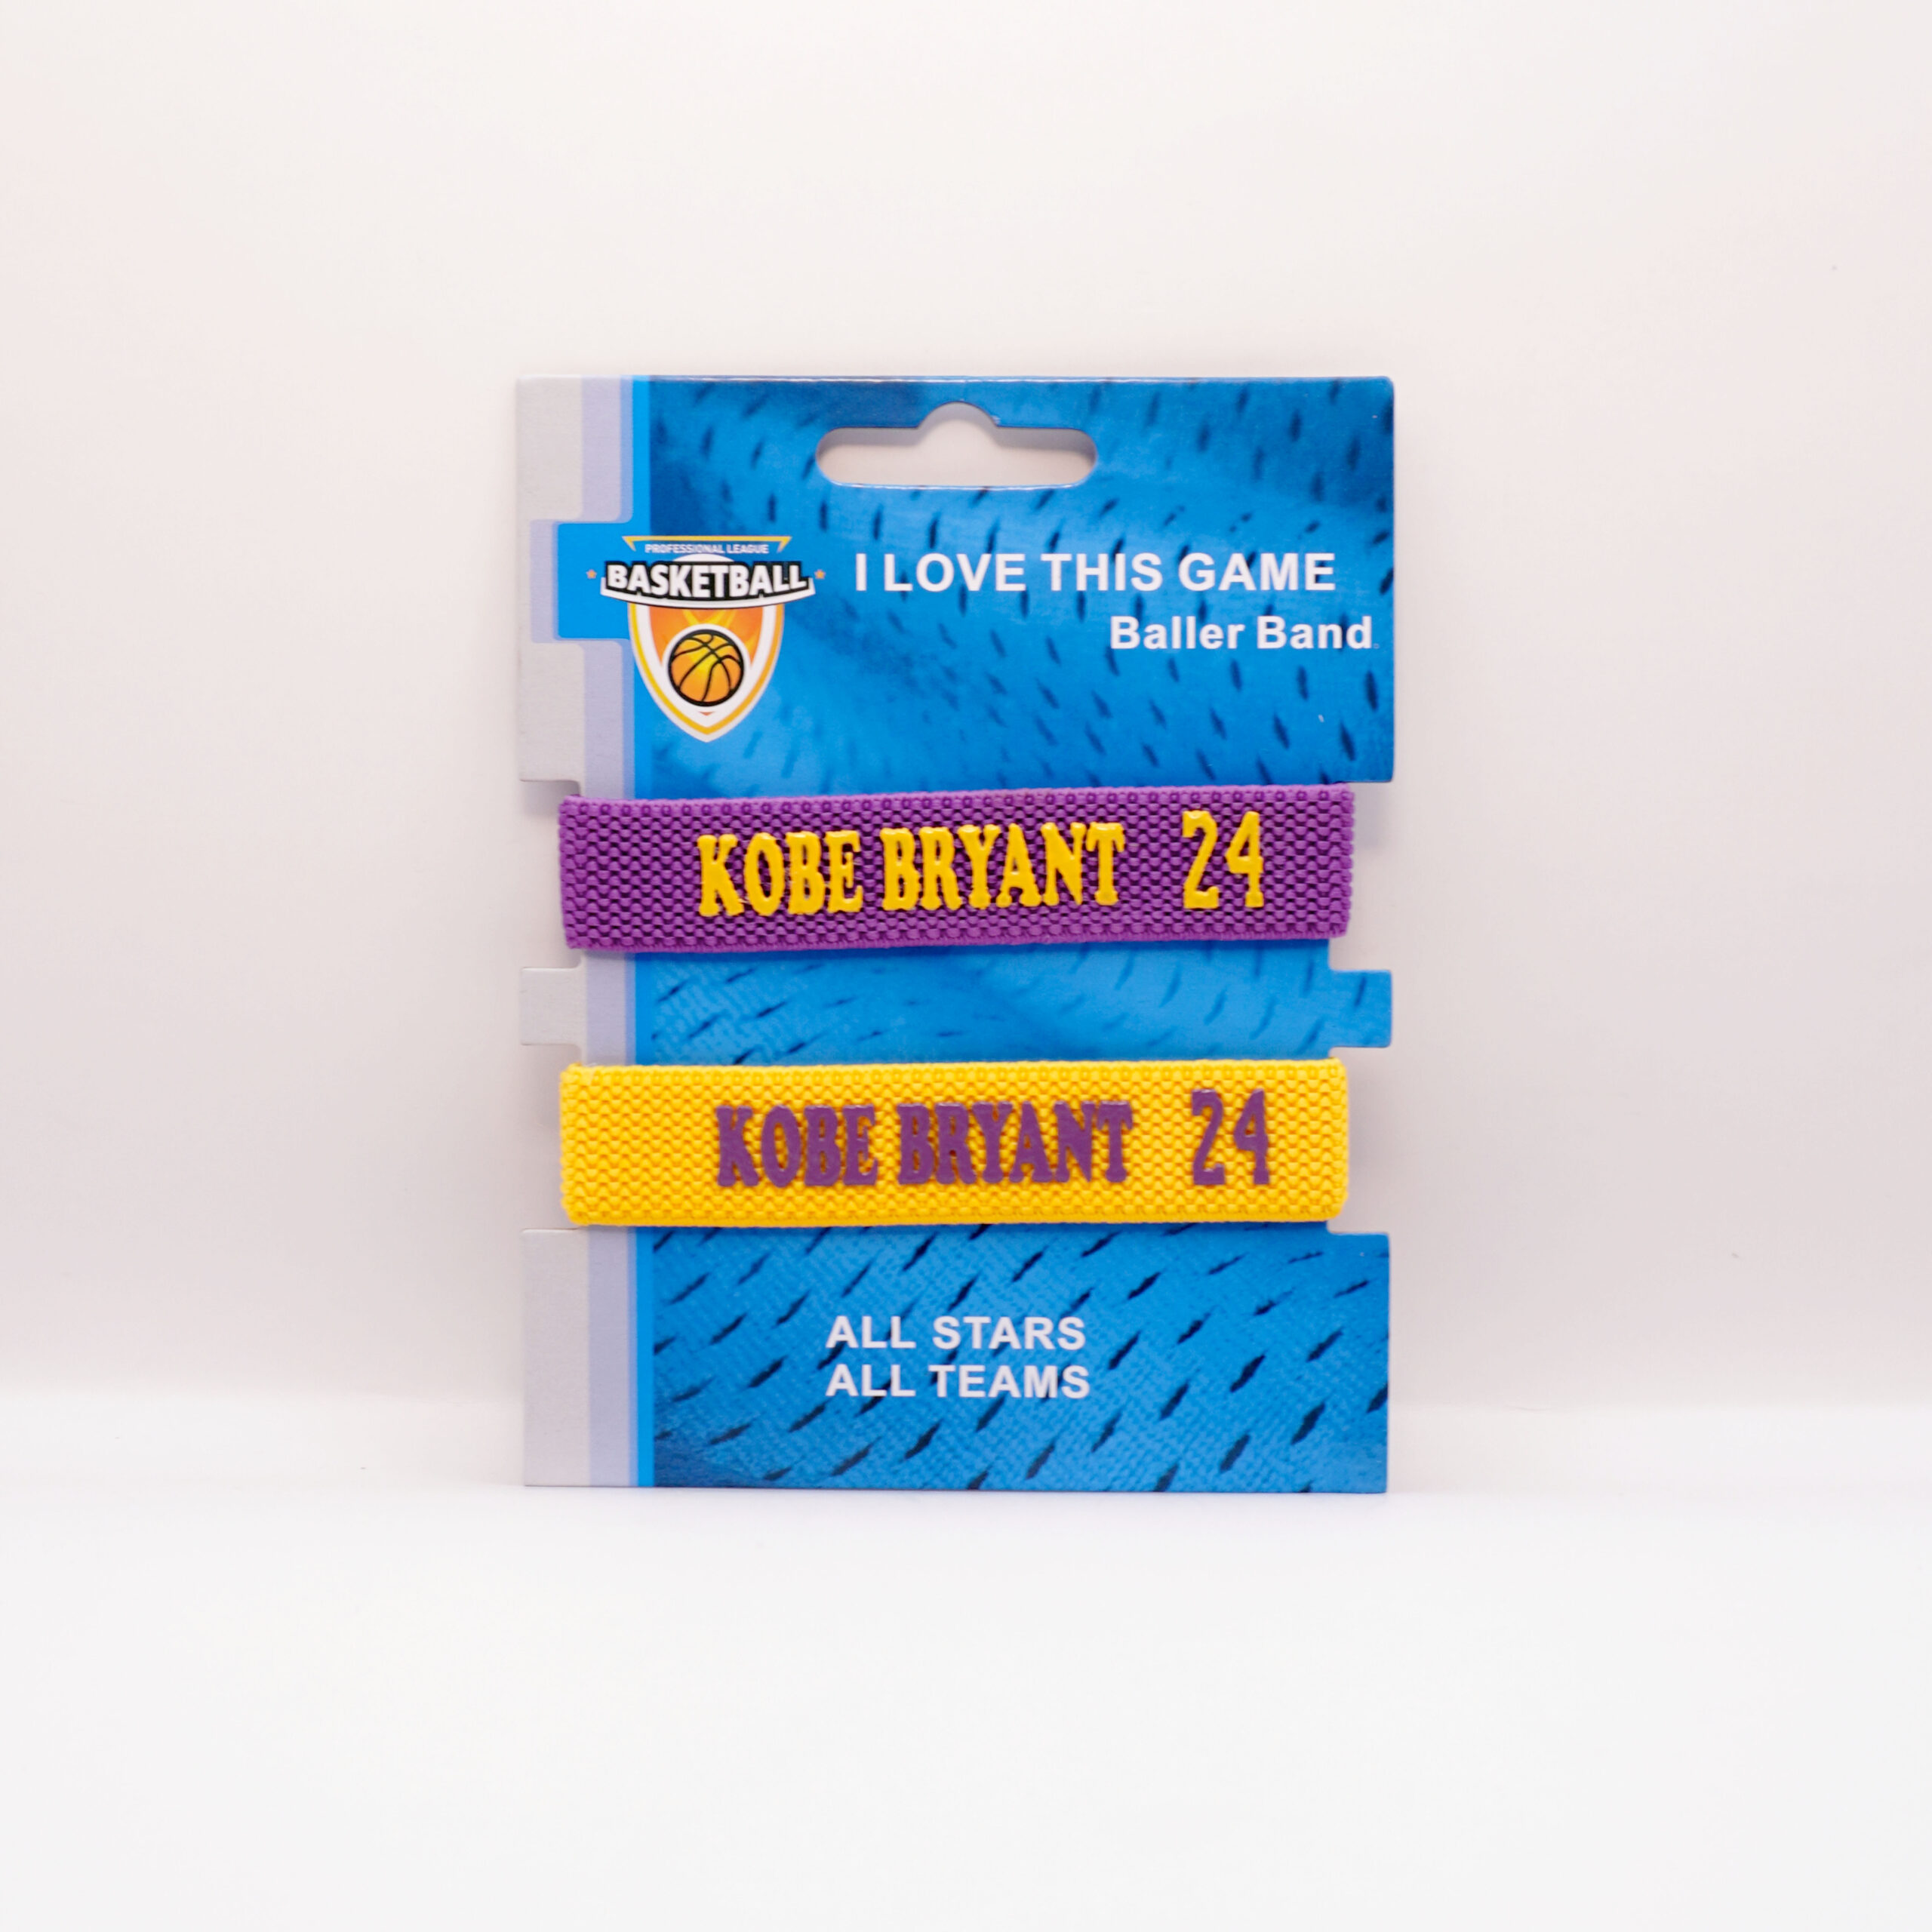 PROFESSIONAL LEAGUE
BASKETBALL
I LOVE THIS GAME
Baller Band
KOBE BRYANT 24
KOBE BRYANT 24
ALL STARS
ALL TEAMS